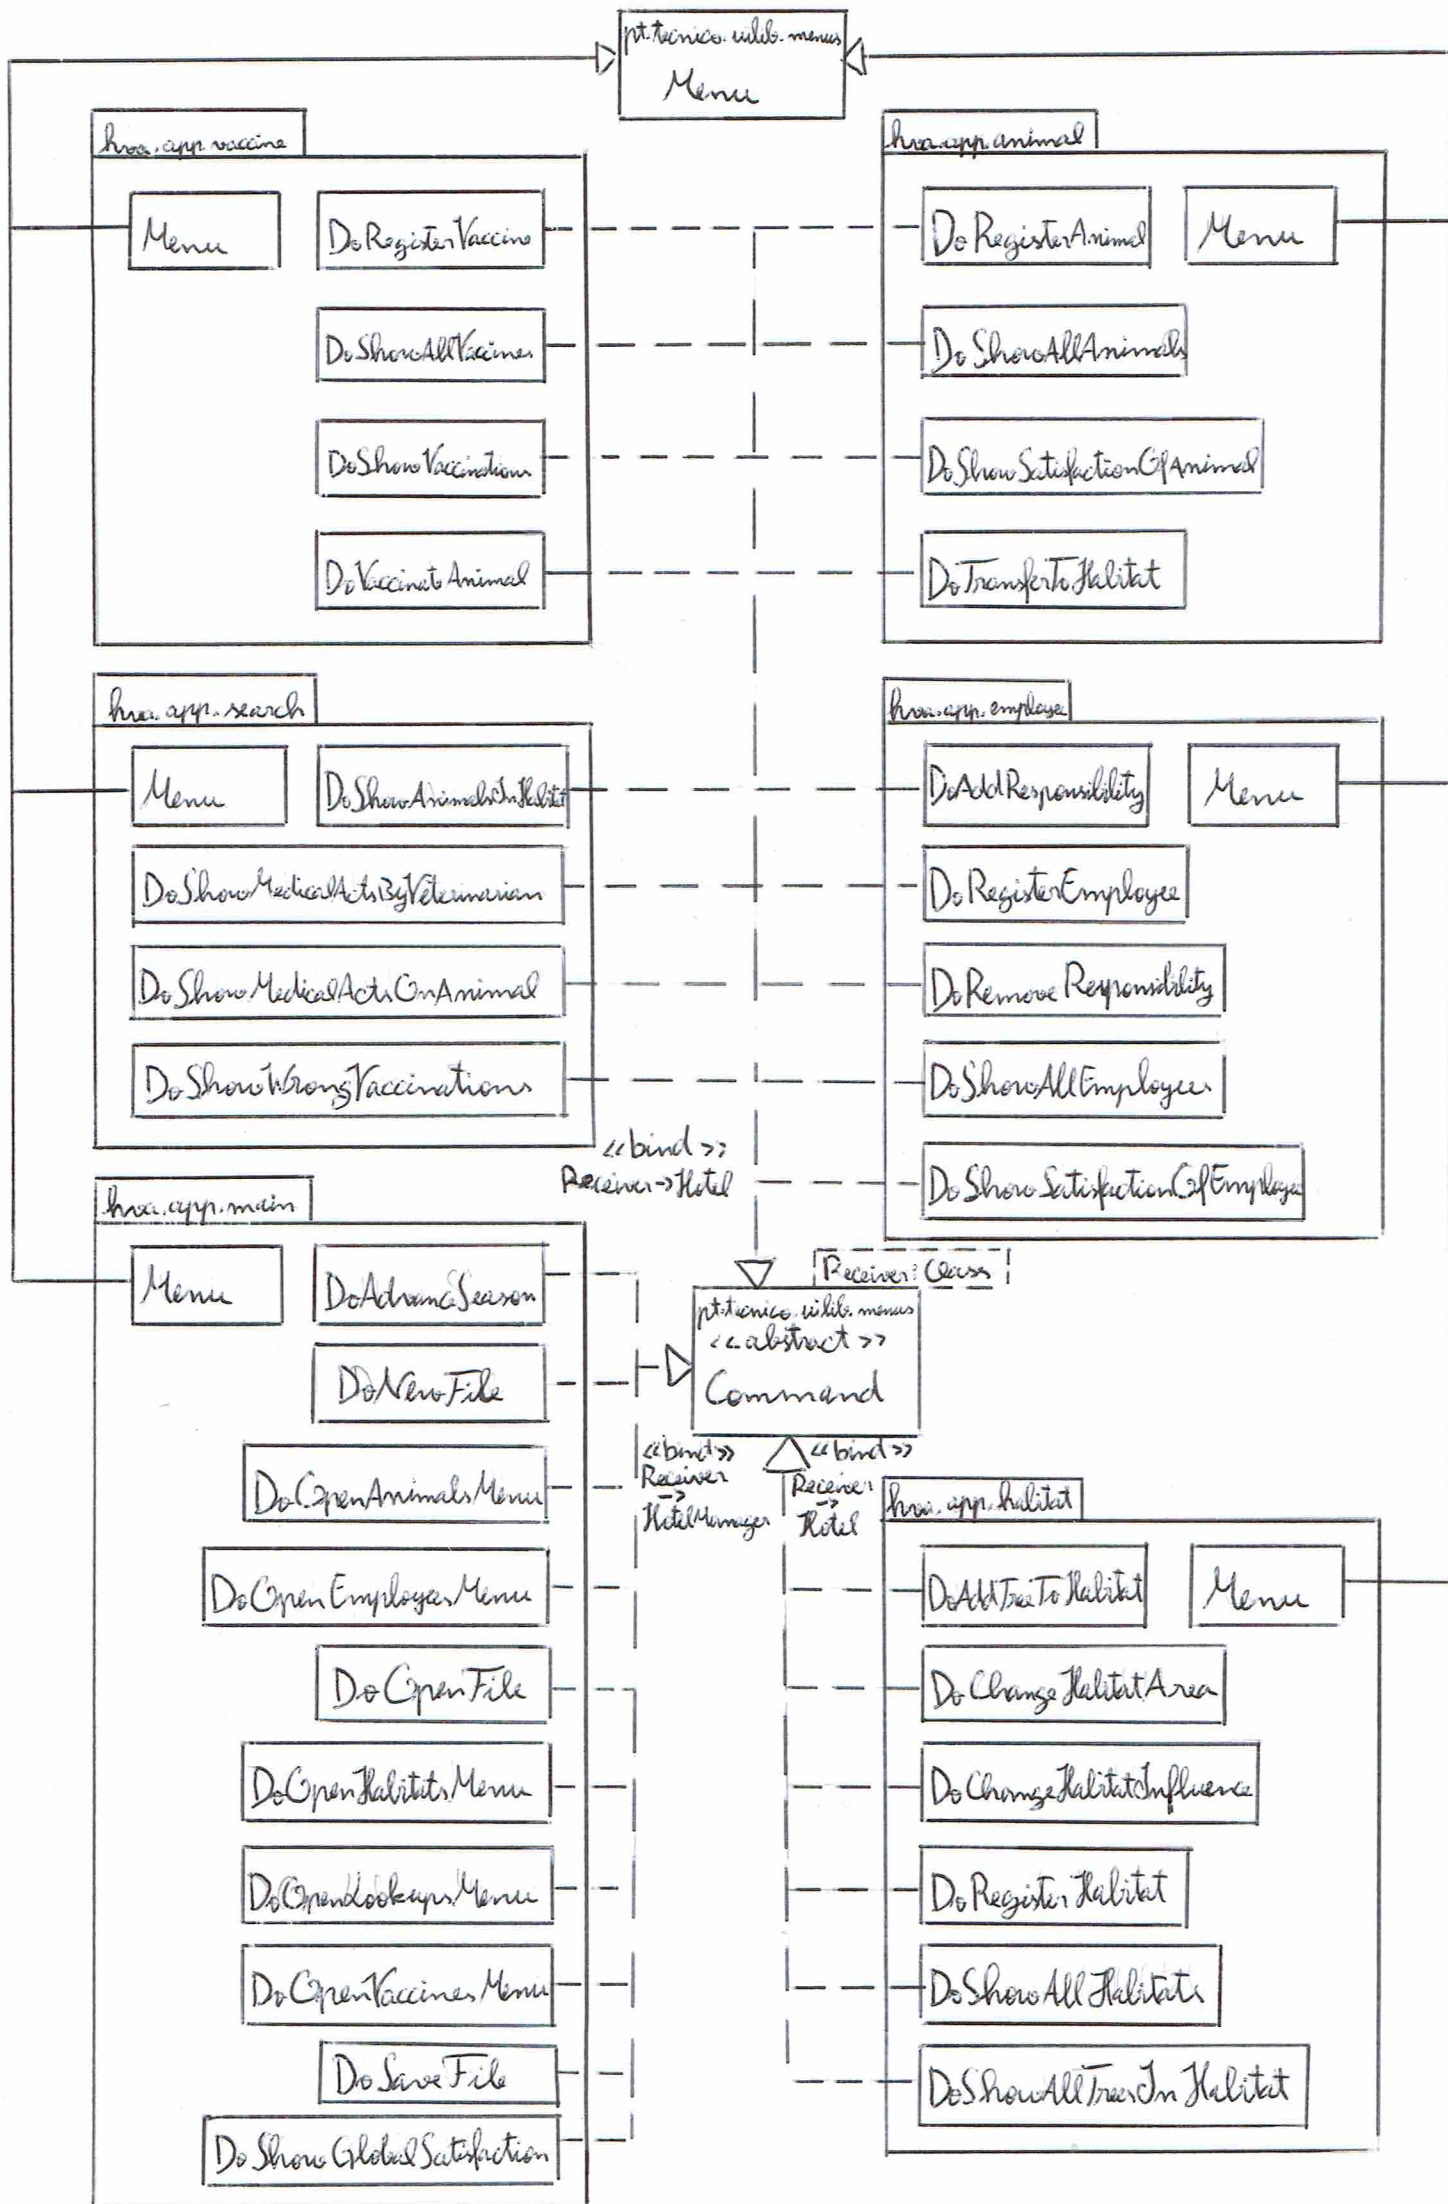 pt.tecnico.uilib.menus
Menu
hva.app.vaccine
Menu
DoRegisterVaccine
DoShowAllVaccines
DoShowVaccinations
DoVaccinateAnimal
hva.app.animal
DoRegisterAnimal
Menu
DoShowAllAnimals
DoShowSatisfactionOfAnimal
DoTransferToHabitat
hva.app.search
Menu
DoShowAnimalsInHabitat
DoShowMedicalActsByVeterinarian
DoShowMedicalActsOnAnimal
DoShowWrongVaccinations
hva.app.employee
DoAddResponsibility
Menu
DoRegisterEmployee
DoRemoveResponsibility
DoShowAllEmployees
DoShowSatisfactionOfEmployee
<<bind>>
Receiver->Hotel
Receiver:Class
pt.tecnico.uilib.menus
<<abstract>>
Command
hva.app.main
Menu
DoAdvanceSeason
DoNewFile
DoOpenAnimalsMenu
DoOpenEmployeesMenu
DoOpenFile
DoOpenHabitatsMenu
DoOpenLookupsMenu
DoOpenVaccinesMenu
DoSaveFile
DoShowGlobalSatisfaction
<<bind>>
Receiver
->
HotelManager
<<bind>>
Receiver
->
Hotel
hva.app.habitat
DoAddTreeToHabitat
Menu
DoChangeHabitatArea
DoChangeHabitatInfluence
DoRegisterHabitat
DoShowAllHabitats
DoShowAllTreesInHabitat